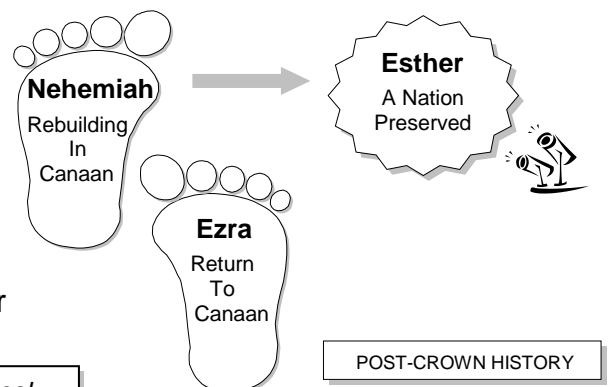 Nehemiah
Rebuilding
In
Canaan
Esther
A Nation
Preserved
Ezra
Return
To
Canaan
r
POST-CROWN HISTORY